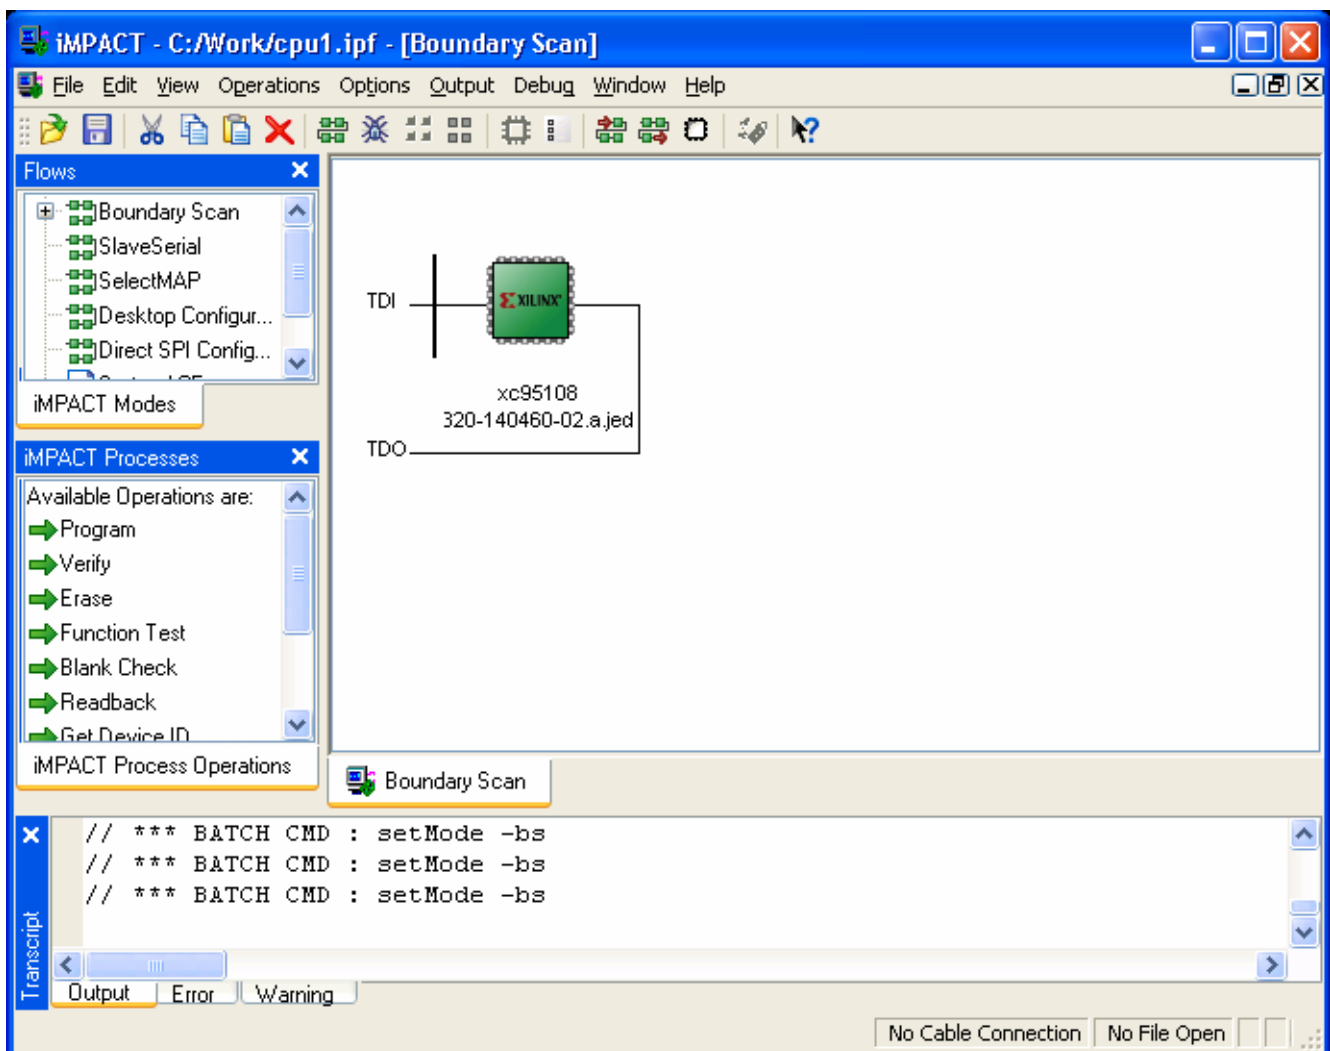 iMPACT - C:/Work/cpu1.ipf - [Boundary Scan]
File Edit View Operations Options Output Debug Window Help
Flows
Boundary Scan
SlaveSerial
SelectMAP
Desktop Configur...
Direct SPI Config...
iMPACT Modes
iMPACT Processes
Available Operations are:
Program
Verify
Erase
Function Test
Blank Check
Readback
Get Device ID
iMPACT Process Operations
TDI
XILINX
xc95108
320-140460-02.a.jed
TDO
Boundary Scan
Transcript
// *** BATCH CMD : setMode -bs
// *** BATCH CMD : setMode -bs
// *** BATCH CMD : setMode -bs
Output Error Warning
No Cable Connection No File Open